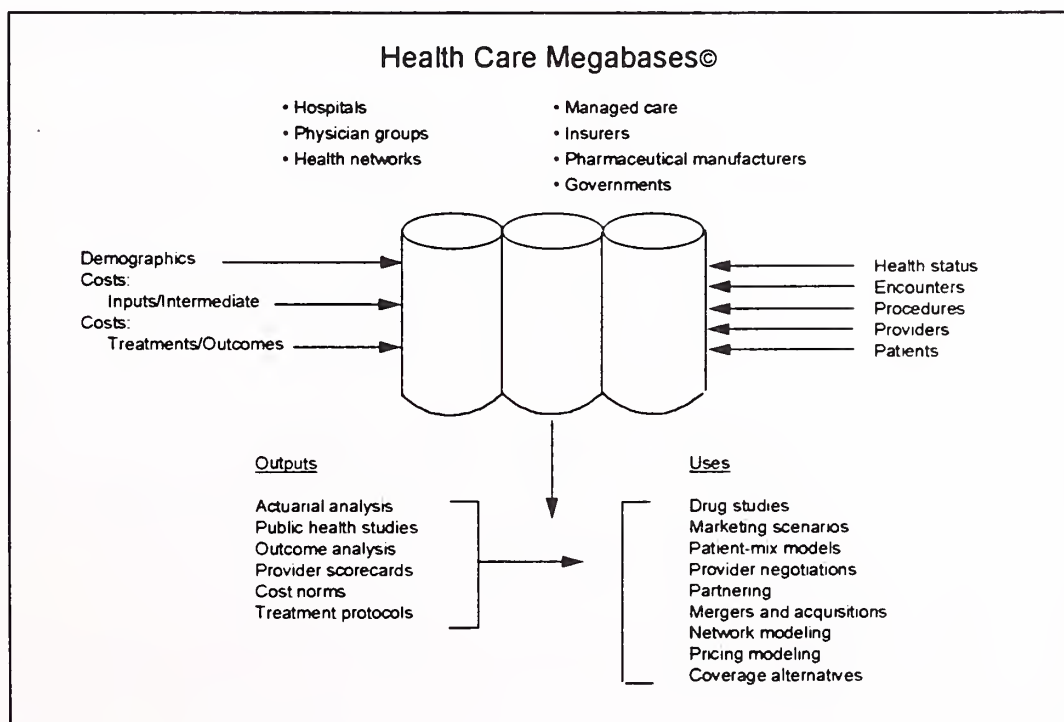 Health Care Megabases©
• Hospitals
• Physician groups
• Health networks
• Managed care
• Insurers
• Pharmaceutical manufacturers
• Governments
Demographics
Costs:
Inputs/Intermediate
Costs:
Treatments/Outcomes
Health status
Encounters
Procedures
Providers
Patients
Outputs
Actuarial analysis
Public health studies
Outcome analysis
Provider scorecards
Cost norms
Treatment protocols
Uses
Drug studies
Marketing scenarios
Patient-mix models
Provider negotiations
Partnering
Mergers and acquisitions
Network modeling
Pricing modeling
Coverage alternatives